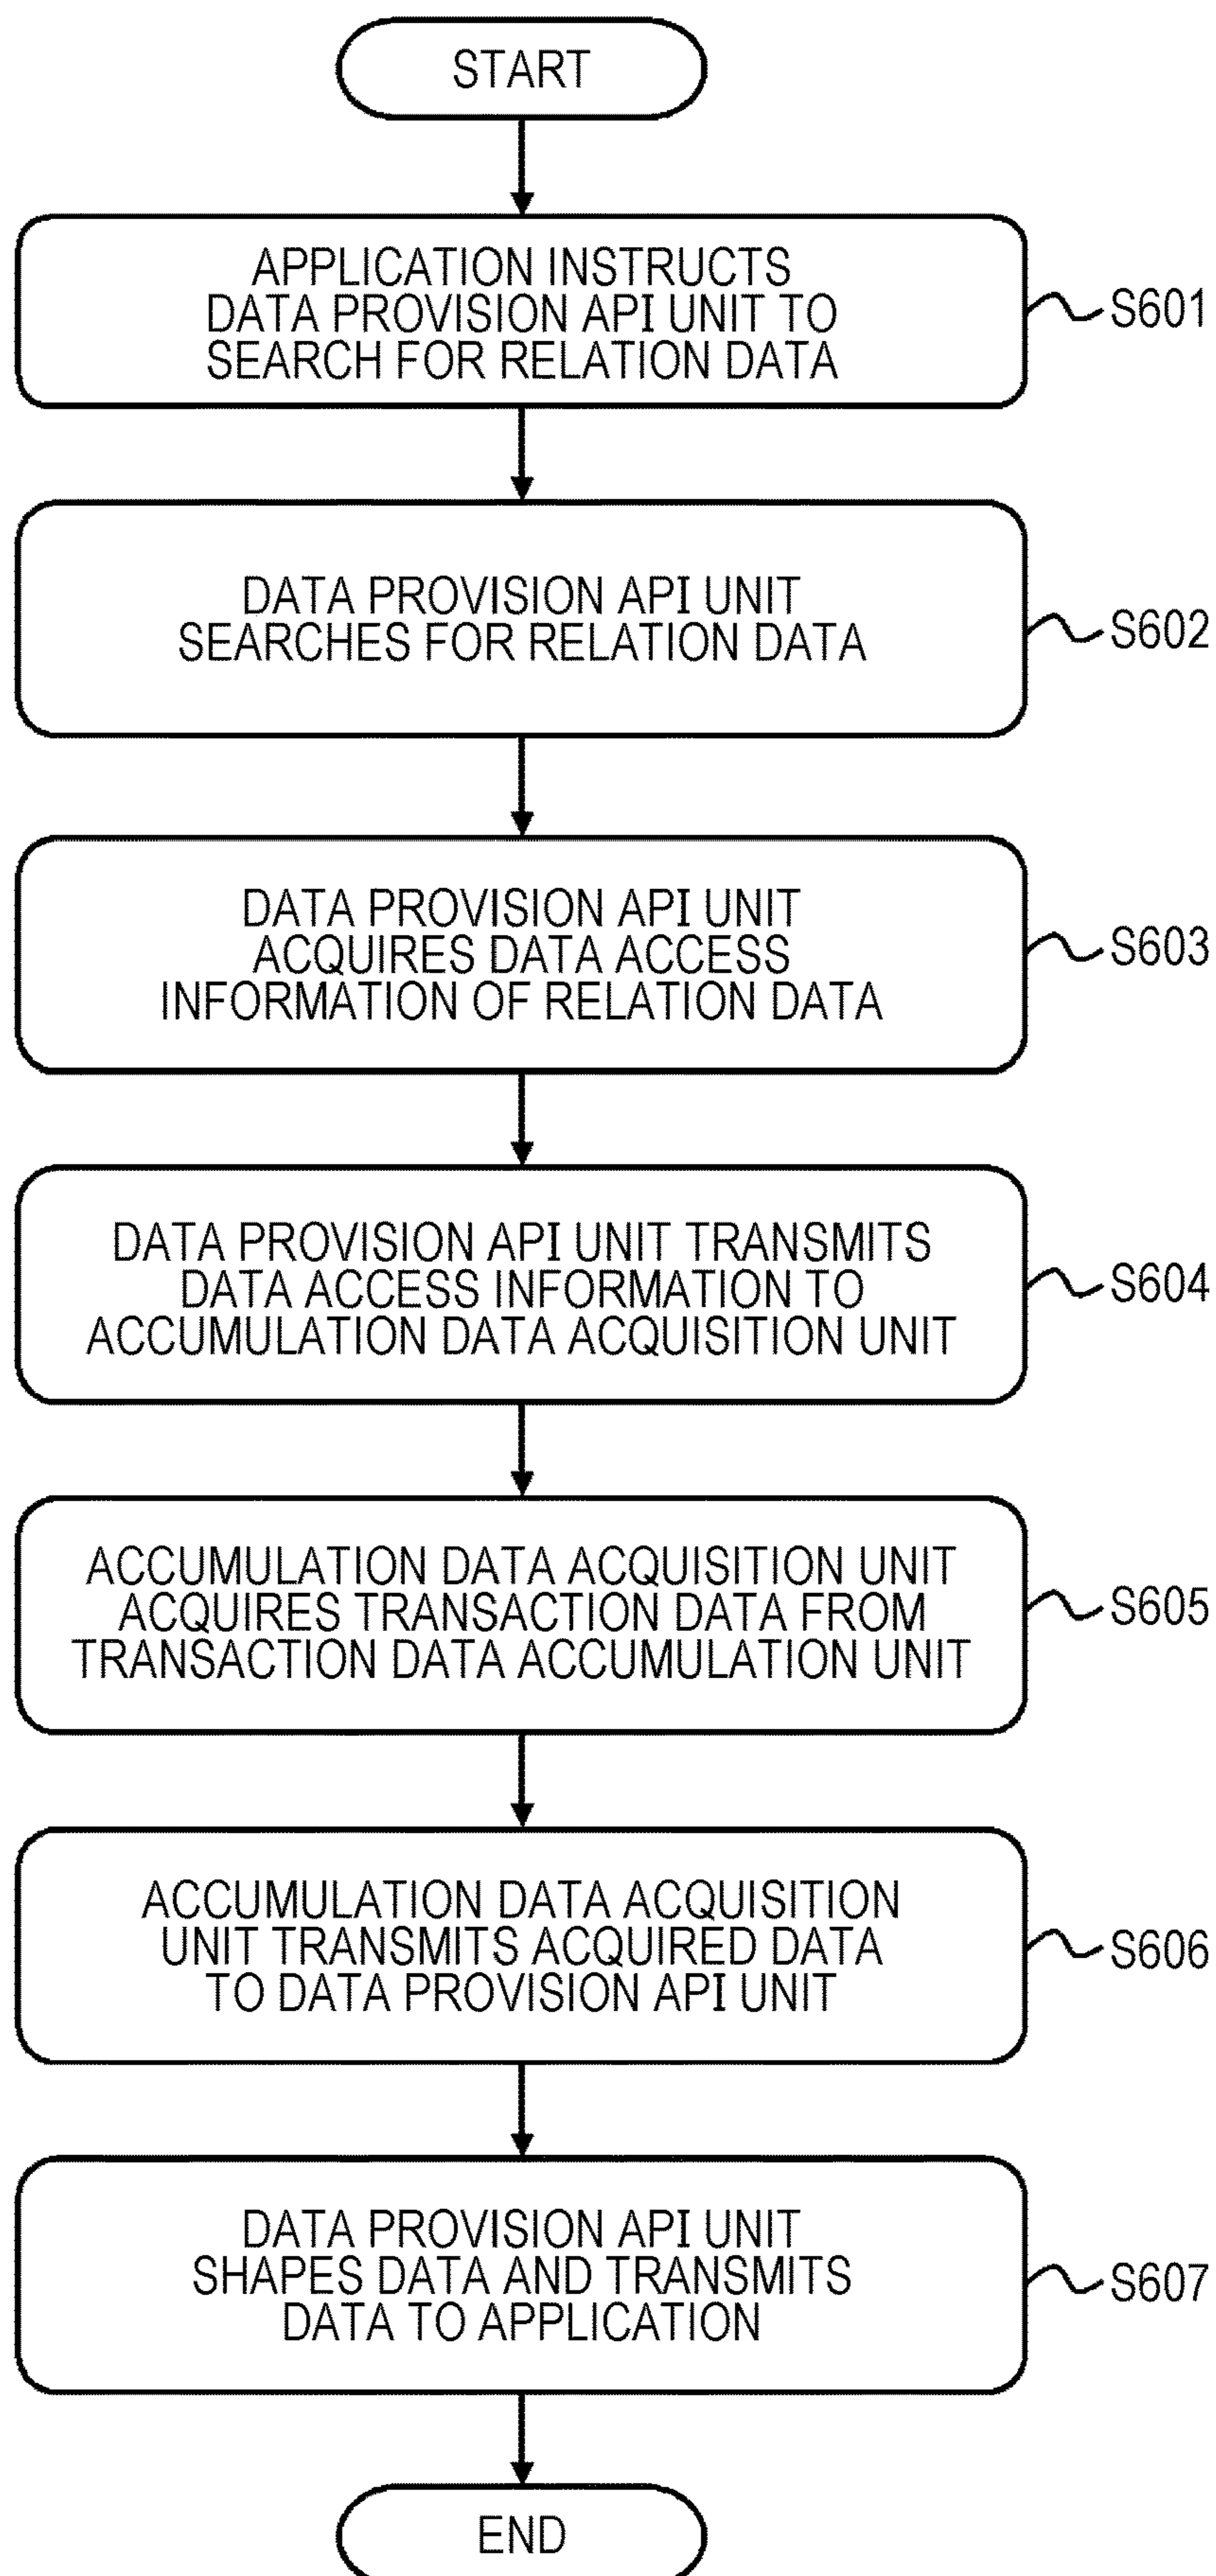 START
APPLICATION INSTRUCTS
DATA PROVISION API UNIT TO
SEARCH FOR RELATION DATA
S601
DATA PROVISION API UNIT
SEARCHES FOR RELATION DATA
S602
DATA PROVISION API UNIT
ACQUIRES DATA ACCESS
INFORMATION OF RELATION DATA
S603
DATA PROVISION API UNIT TRANSMITS
DATA ACCESS INFORMATION TO
ACCUMULATION DATA ACQUISITION UNIT
S604
ACCUMULATION DATA ACQUISITION UNIT
ACQUIRES TRANSACTION DATA FROM
TRANSACTION DATA ACCUMULATION UNIT
S605
ACCUMULATION DATA ACQUISITION
UNIT TRANSMITS ACQUIRED DATA
TO DATA PROVISION API UNIT
S606
DATA PROVISION API UNIT
SHAPES DATA AND TRANSMITS
DATA TO APPLICATION
S607
END